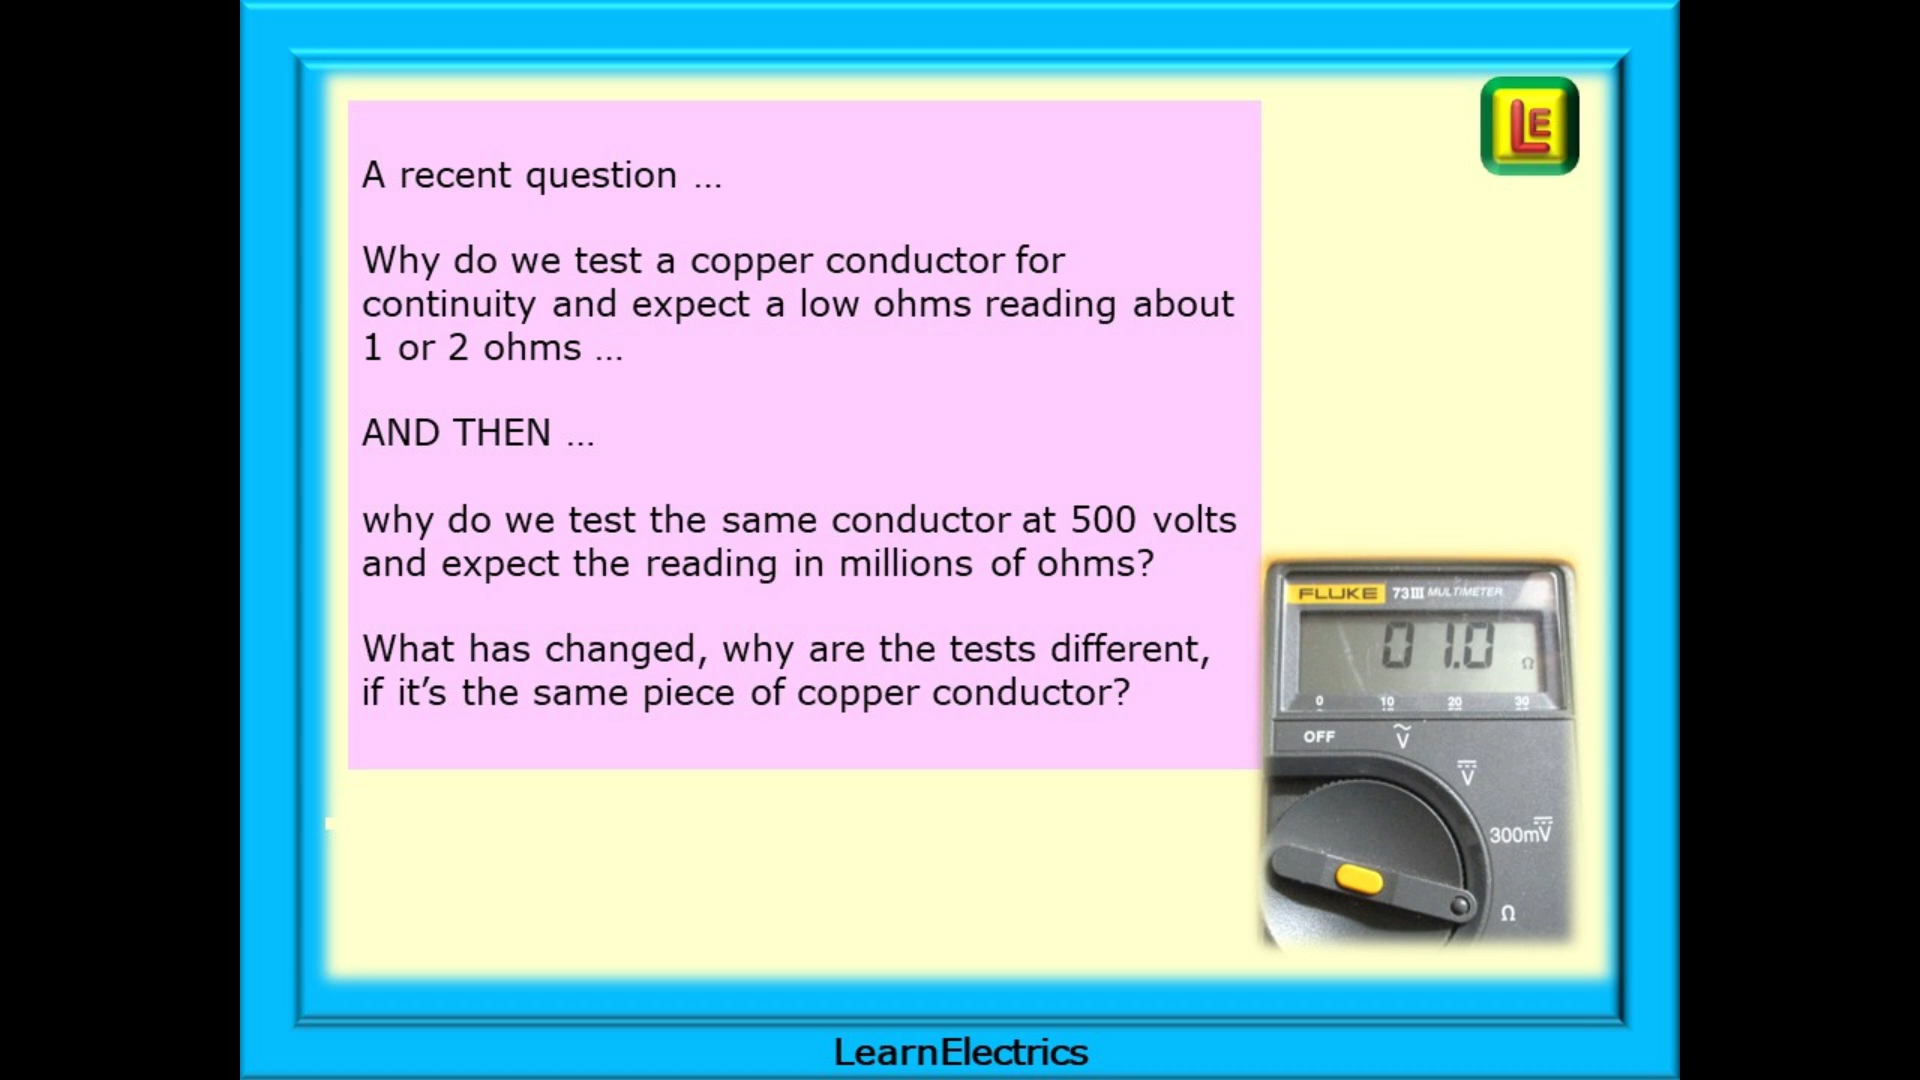 LE
A recent question ...
Why do we test a copper conductor for
continuity and expect a low ohms reading about
1 or 2 ohms ...
AND THEN ...
why do we test the same conductor at 500 volts
and expect the reading in millions of ohms?
What has changed, why are the tests different,
if it’s the same piece of copper conductor?
FLUKE 73III MULTIMETER
01.0 Ω
0 10 20 30
OFF
Ṽ
V
300mV
Ω
LearnElectrics